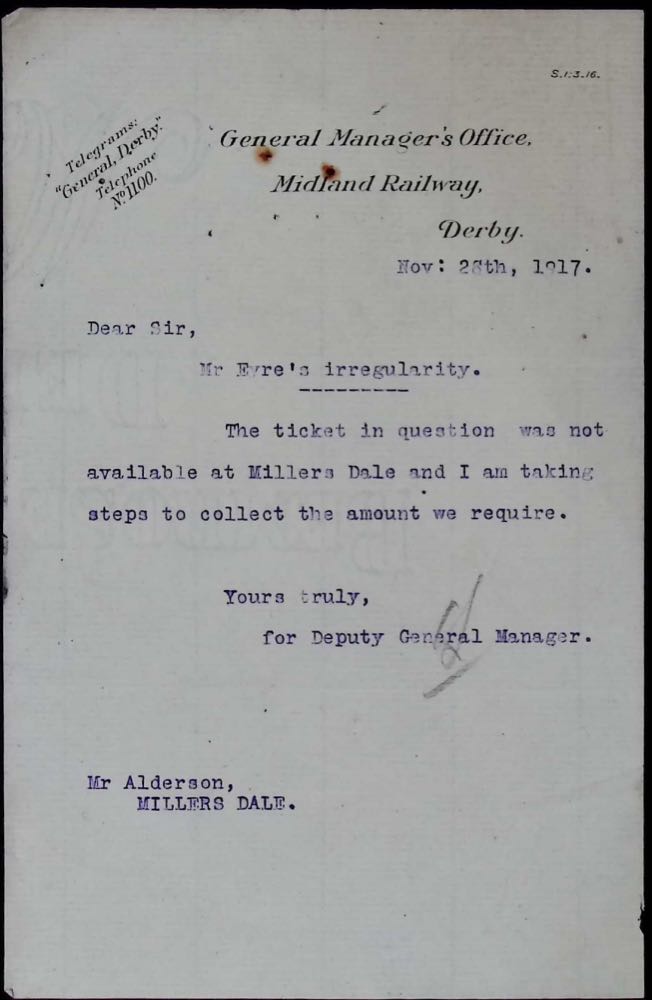 S.1.3.16.
Telegrams:
"General, Derby."
Telephone
No 1100.
General Manager's Office,
Midland Railway,
Derby.
Nov: 28th, 1917.
Dear Sir,
Mr Eyre's irregularity.
The ticket in question was not
available at Millers Dale and I am taking
steps to collect the amount we require.
Yours truly,
for Deputy General Manager.
Mr Alderson,
MILLERS DALE.